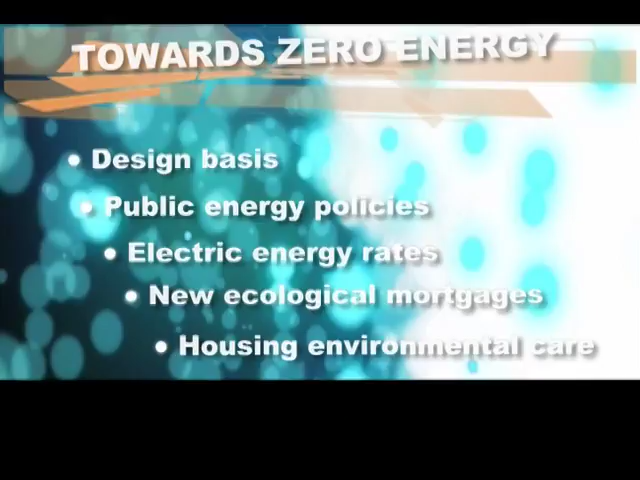 TOWARDS ZERO ENERGY
• Design basis
• Public energy policies
• Electric energy rates
• New ecological mortgages
• Housing environmental care